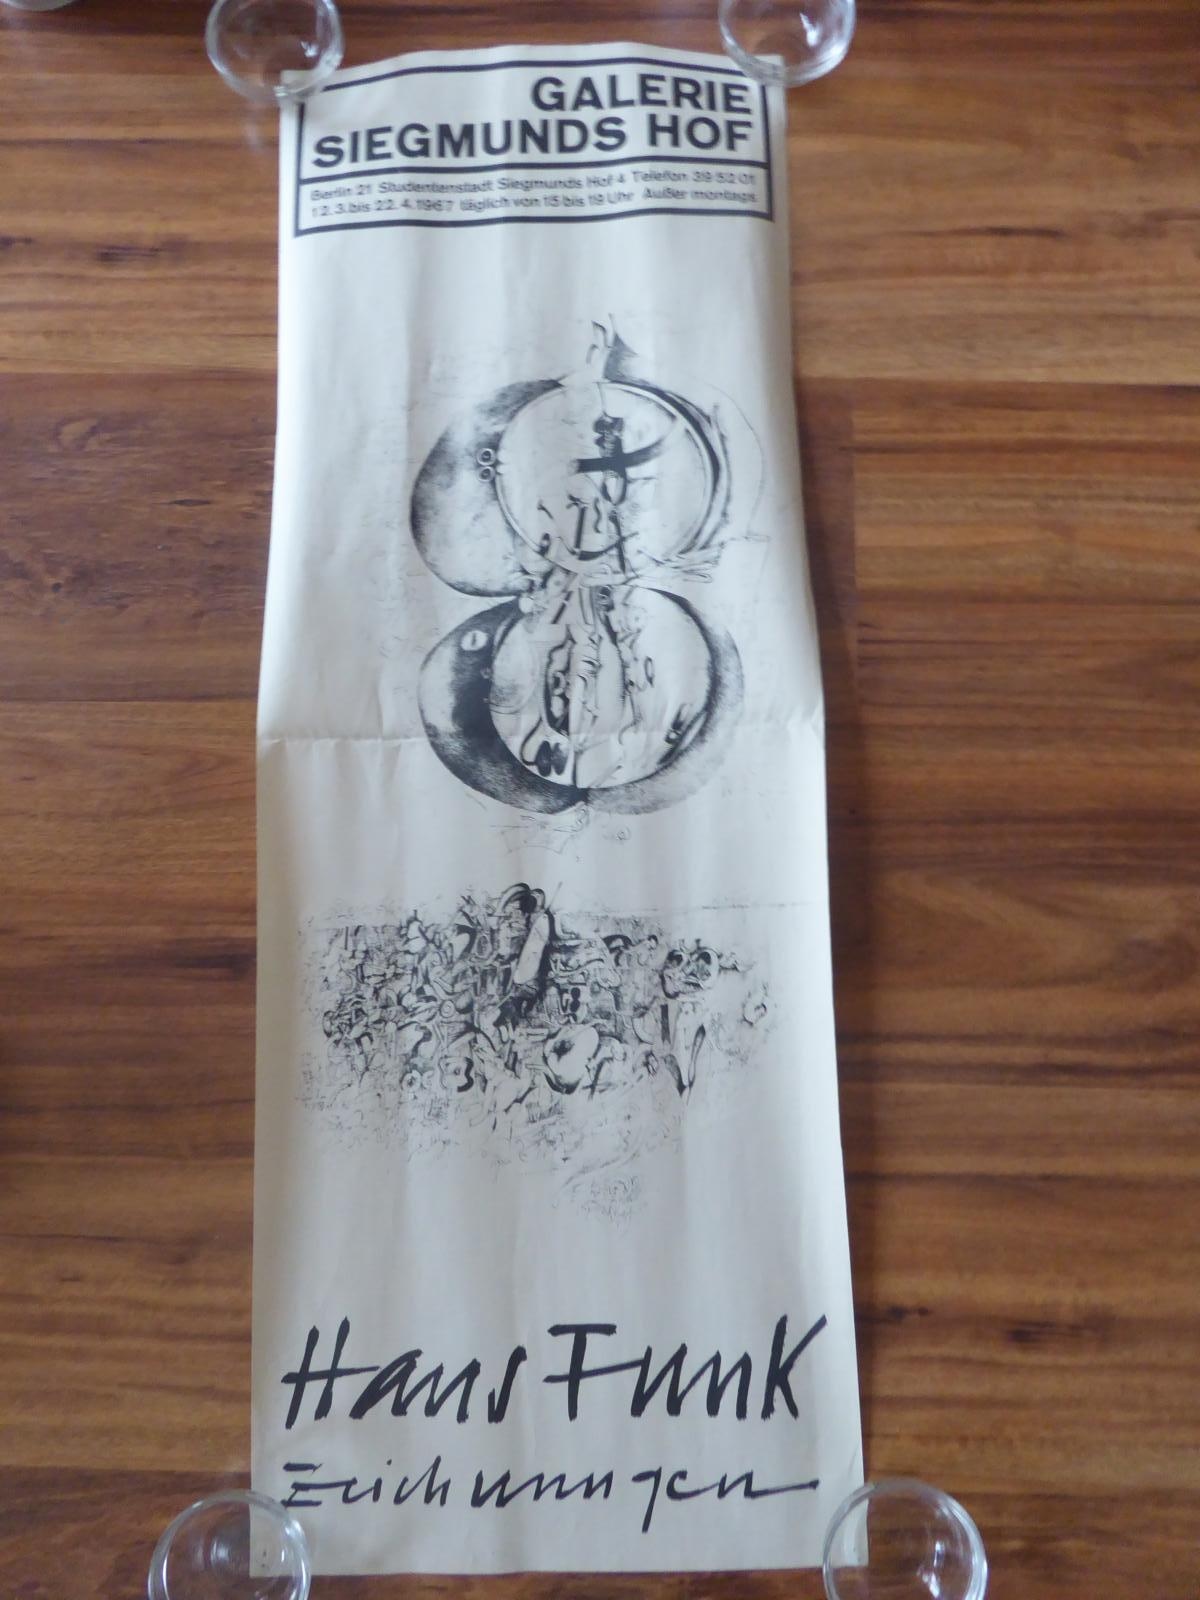 GALERIE
SIEGMUNDS HOF
Berlin 21 Studentenstadt Siegmunds Hof 4 Telefon 39 52 01
12.3.bis 22.4.1967 täglich von 15 bis 19 Uhr Außer montags
Hans Funk
Zeichnungen